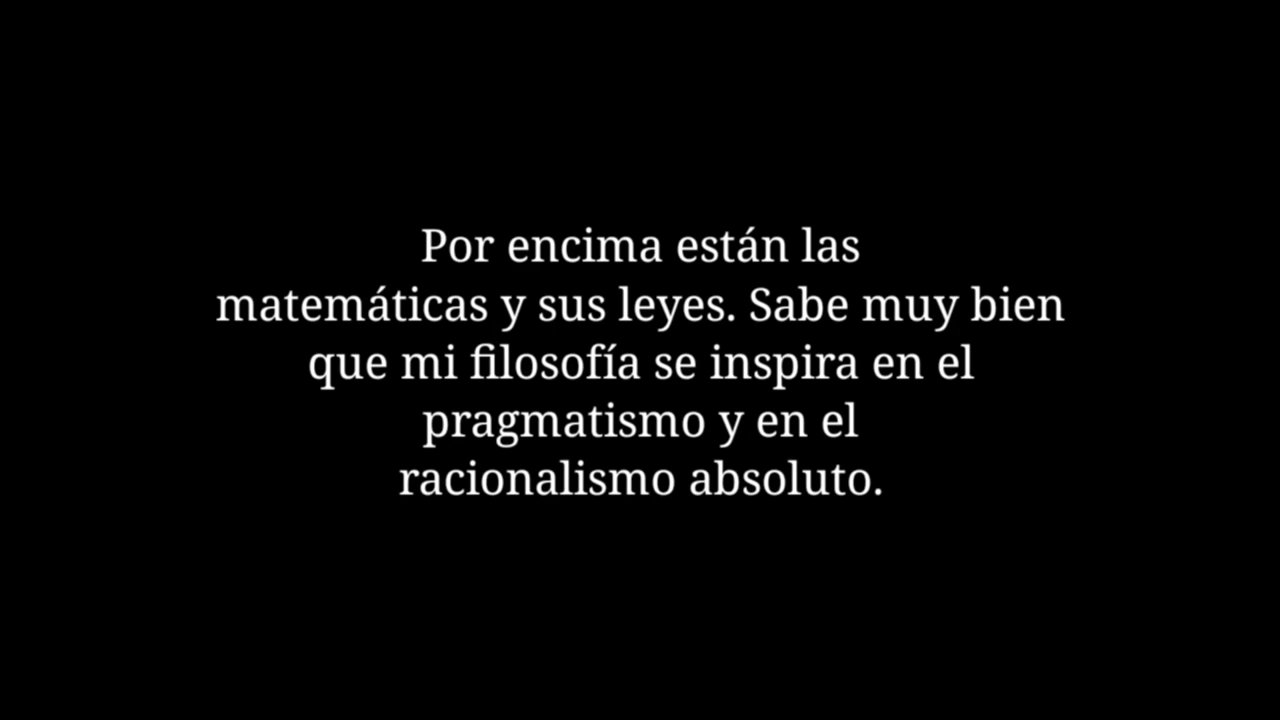 Por encima están las
matemáticas y sus leyes. Sabe muy bien
que mi filosofía se inspira en el
pragmatismo y en el
racionalismo absoluto.